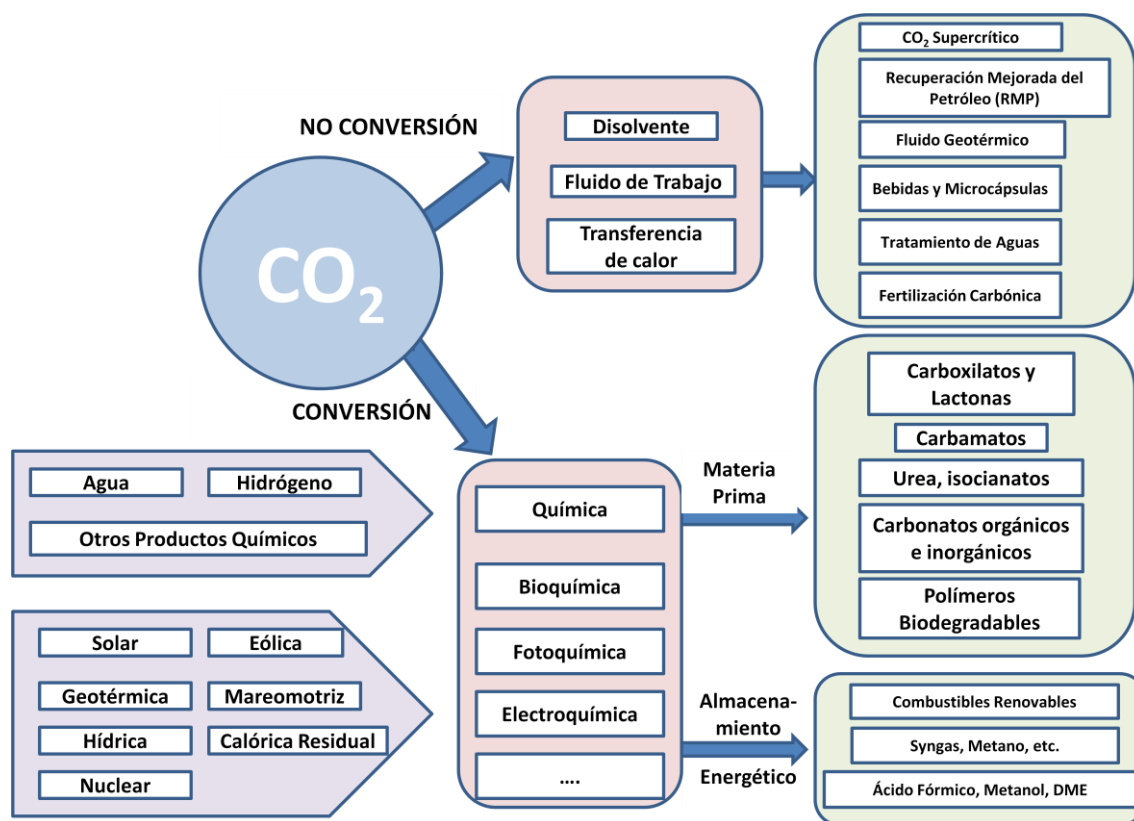 NO CONVERSIÓN
CO₂
CONVERSIÓN
Disolvente
Fluido de Trabajo
Transferencia
de calor
CO₂ Supercrítico
Recuperación Mejorada del
Petróleo (RMP)
Fluido Geotérmico
Bebidas y Microcápsulas
Tratamiento de Aguas
Fertilización Carbónica
Agua
Hidrógeno
Otros Productos Químicos
Solar
Eólica
Geotérmica
Mareomotriz
Hídrica
Calórica Residual
Nuclear
Química
Bioquímica
Fotoquímica
Electroquímica
....
Materia
Prima
Carboxilatos y
Lactonas
Carbamatos
Urea, isocianatos
Carbonatos orgánicos
e inorgánicos
Polímeros
Biodegradables
Almacena-
miento
Energético
Combustibles Renovables
Syngas, Metano, etc.
Ácido Fórmico, Metanol, DME